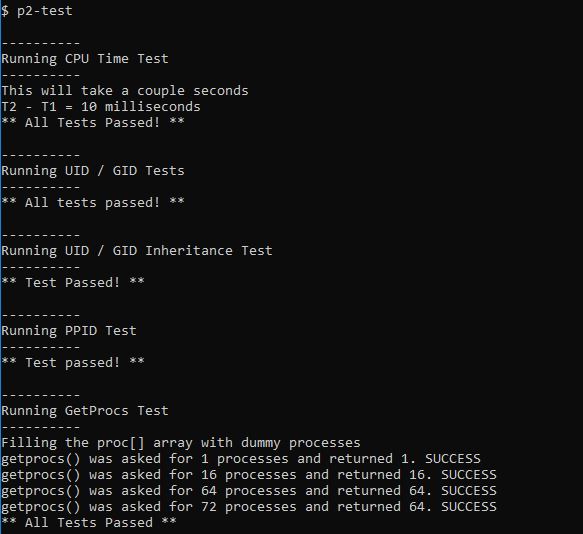 $ p2-test
----------
Running CPU Time Test
----------
This will take a couple seconds
T2 - T1 = 10 milliseconds
** All Tests Passed! **
----------
Running UID / GID Tests
----------
** All tests passed! **
----------
Running UID / GID Inheritance Test
----------
** Test Passed! **
----------
Running PPID Test
----------
** Test passed! **
----------
Running GetProcs Test
----------
Filling the proc[] array with dummy processes
getprocs() was asked for 1 processes and returned 1. SUCCESS
getprocs() was asked for 16 processes and returned 16. SUCCESS
getprocs() was asked for 64 processes and returned 64. SUCCESS
getprocs() was asked for 72 processes and returned 64. SUCCESS
** All Tests Passed **